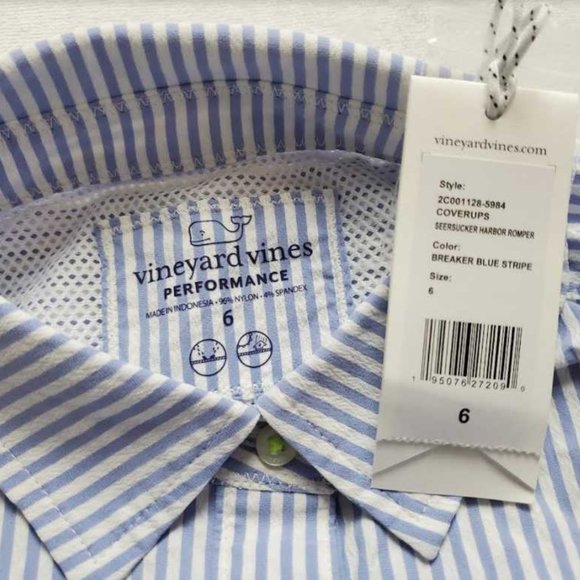 vineyard vines
PERFORMANCE
MADE IN INDONESIA • 96% NYLON • 4% SPANDEX
6
vineyardvines.com
Style:
2C001128-5984
COVERUPS
SEERSUCKER HARBOR ROMPER
Color:
BREAKER BLUE STRIPE
Size:
6
1 95076 27209 6
6